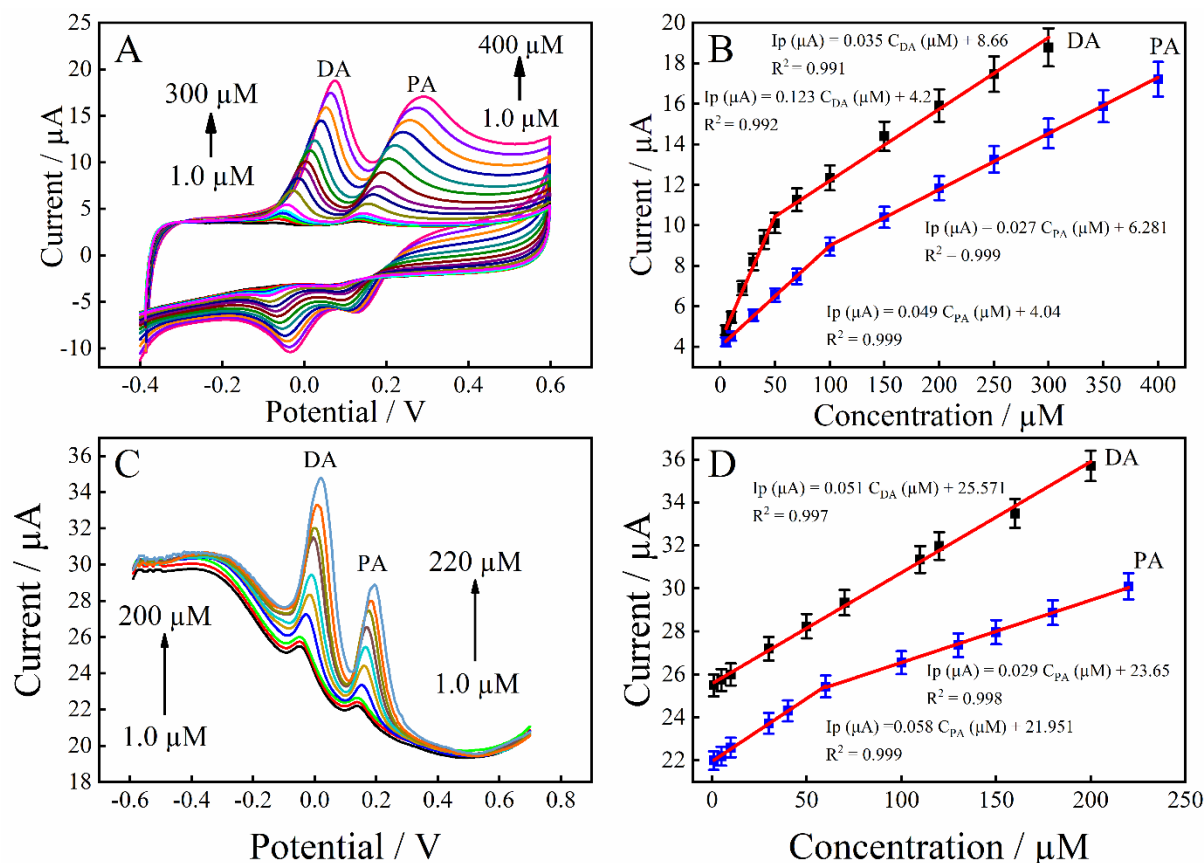 A
DA
PA
300 µM
1.0 µM
400 µM
1.0 µM
25
20
15
10
5
0
-5
-10
Current / µA
-0.4
-0.2
0.0
0.2
0.4
0.6
Potential / V
B
Ip (µA) = 0.035 C_DA (µM) + 8.66
R² = 0.991
DA
PA
Ip (µA) = 0.123 C_DA (µM) + 4.2
R² = 0.992
Ip (µA) – 0.027 C_PA (µM) + 6.281
R² – 0.999
Ip (µA) = 0.049 C_PA (µM) + 4.04
R² = 0.999
20
18
16
14
12
10
8
6
4
Current / µA
0
50
100
150
200
250
300
350
400
Concentration / µM
C
DA
PA
200 µM
1.0 µM
220 µM
1.0 µM
36
34
32
30
28
26
24
22
20
18
Current / µA
-0.6
-0.4
-0.2
0.0
0.2
0.4
0.6
0.8
Potential / V
D
DA
Ip (µA) = 0.051 C_DA (µM) + 25.571
R² = 0.997
PA
Ip (µA) = 0.029 C_PA (µM) + 23.65
R² = 0.998
Ip (µA) =0.058 C_PA (µM) + 21.951
R² = 0.999
36
34
32
30
28
26
24
22
Current / µA
0
50
100
150
200
250
Concentration / µM